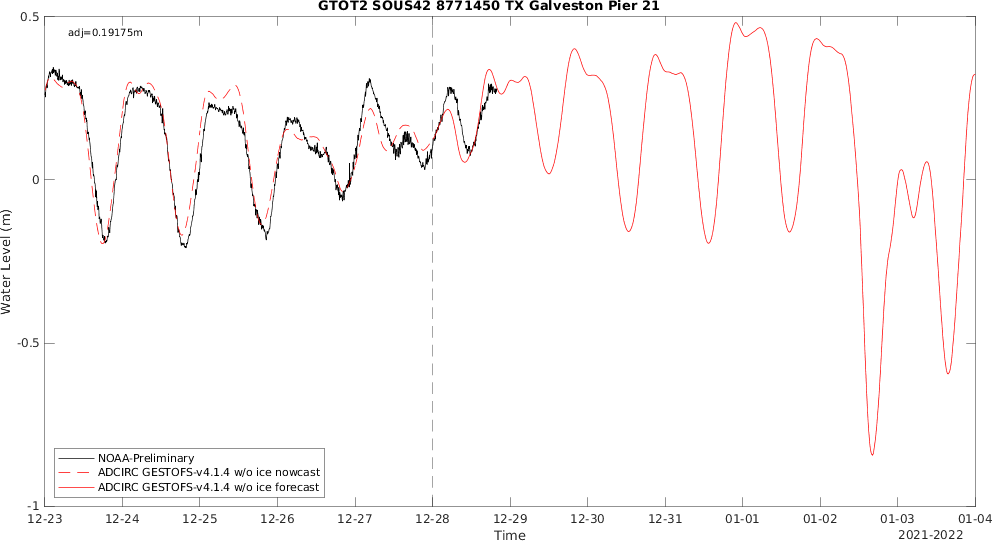 GTOT2 SOUS42 8771450 TX Galveston Pier 21
adj=0.19175m
0.5
0
-0.5
-1
Water Level (m)
NOAA-Preliminary
ADCIRC GESTOFS-v4.1.4 w/o ice nowcast
ADCIRC GESTOFS-v4.1.4 w/o ice forecast
12-23 12-24 12-25 12-26 12-27 12-28 12-29 12-30 12-31 01-01 01-02 01-03 01-04
Time
2021-2022